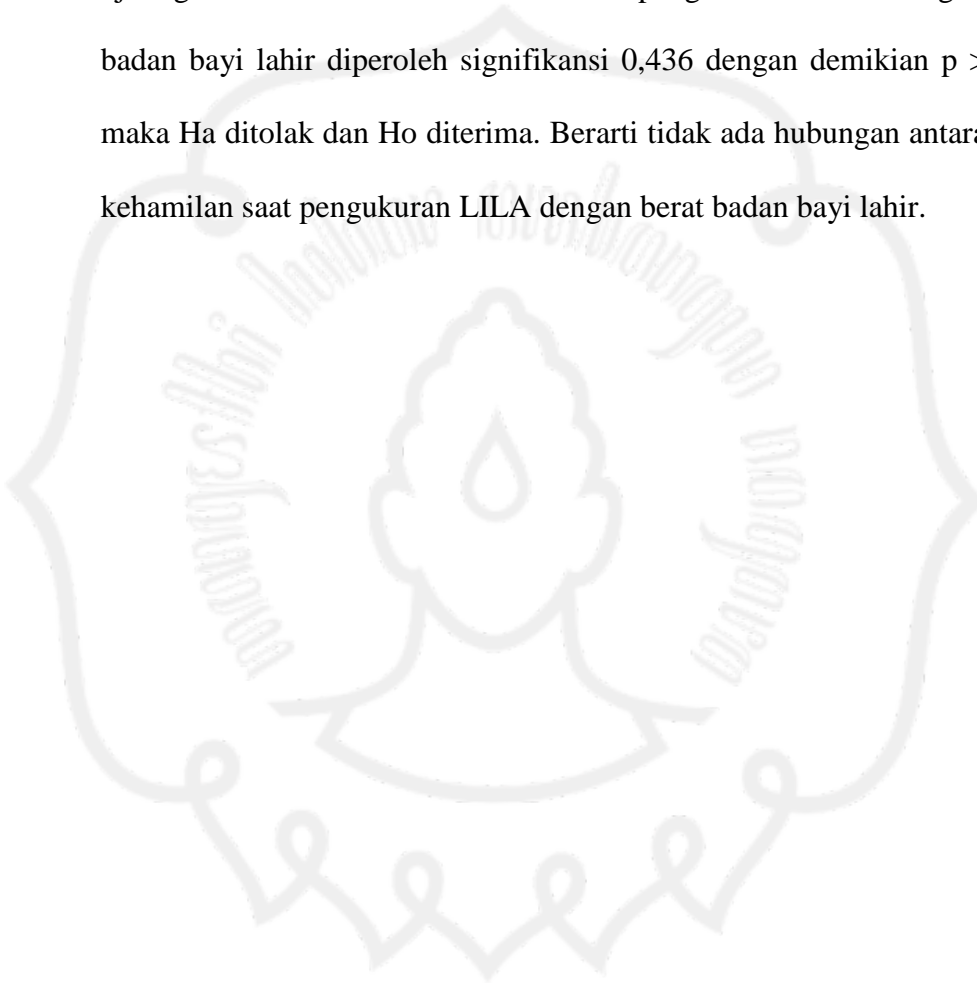 badan bayi lahir diperoleh signifikansi 0,436 dengan demikian p >
maka Ha ditolak dan Ho diterima. Berarti tidak ada hubungan antara
kehamilan saat pengukuran LILA dengan berat badan bayi lahir.